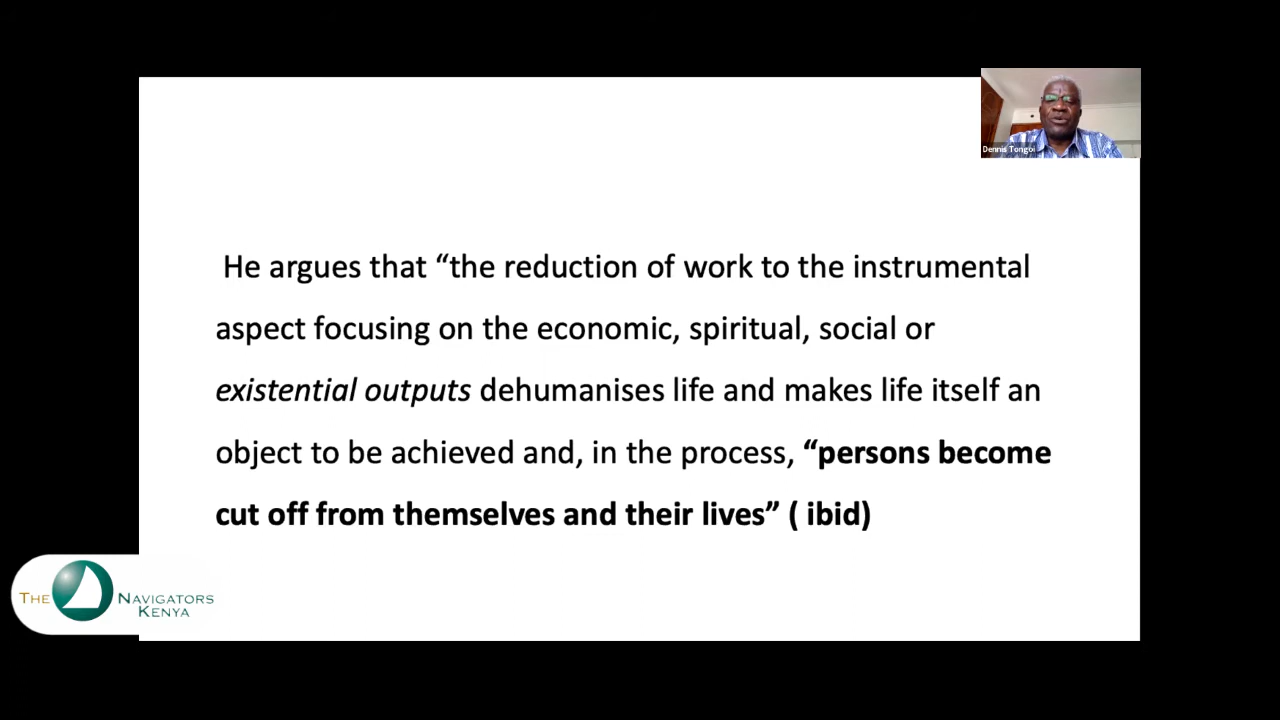 Dennis Tongoi
He argues that “the reduction of work to the instrumental
aspect focusing on the economic, spiritual, social or
existential outputs dehumanises life and makes life itself an
object to be achieved and, in the process, “persons become
cut off from themselves and their lives” ( ibid)
THE NAVIGATORS
KENYA